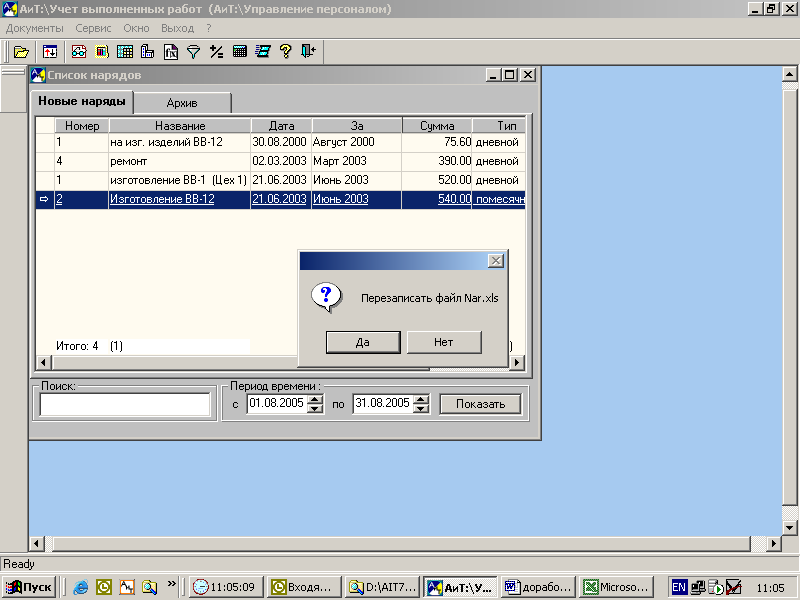 АиТ:\Учет выполненных работ (АиТ:\Управление персоналом)
Документы Сервис Окно Выход ?
Список нарядов
Новые наряды Архив
Номер Название Дата За Сумма Тип
1 на изг. изделий ВВ-12 30.08.2000 Август 2000 75.60 дневной
4 ремонт 02.03.2003 Март 2003 390.00 дневной
1 изготовление ВВ-1 (Цех 1) 21.06.2003 Июнь 2003 520.00 дневной
2 Изготовление ВВ-12 21.06.2003 Июнь 2003 540.00 помесячн
Перезаписать файл Nar.xls
Да Нет
Итого: 4 (1) )
Поиск: Период времени :
с 01.08.2005 по 31.08.2005 Показать
Ready
Пуск » 11:05:09 Входя... D:\AIT7... АиТ:\У... дорабо... Microso... EN 11:05